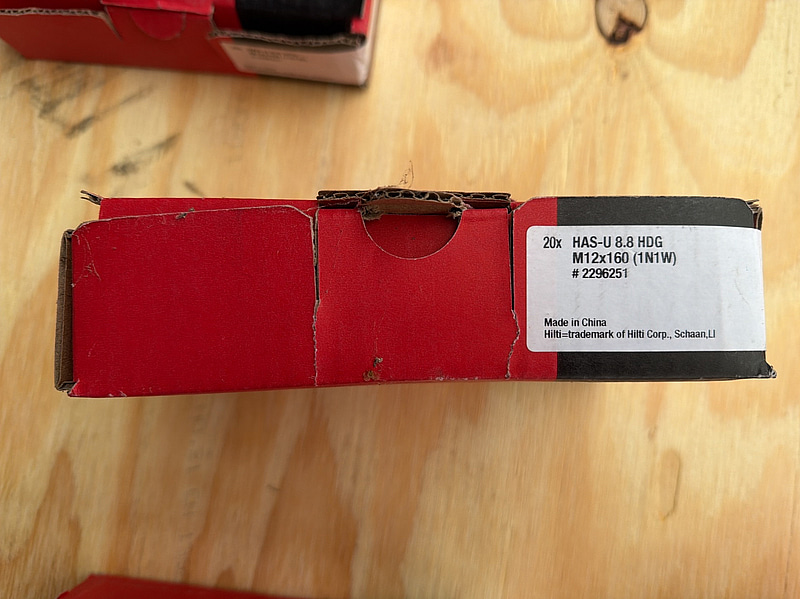 20x HAS-U 8.8 HDG
M12x160 (1N1W)
# 2296251
Made in China
Hilti=trademark of Hilti Corp., Schaan,LI